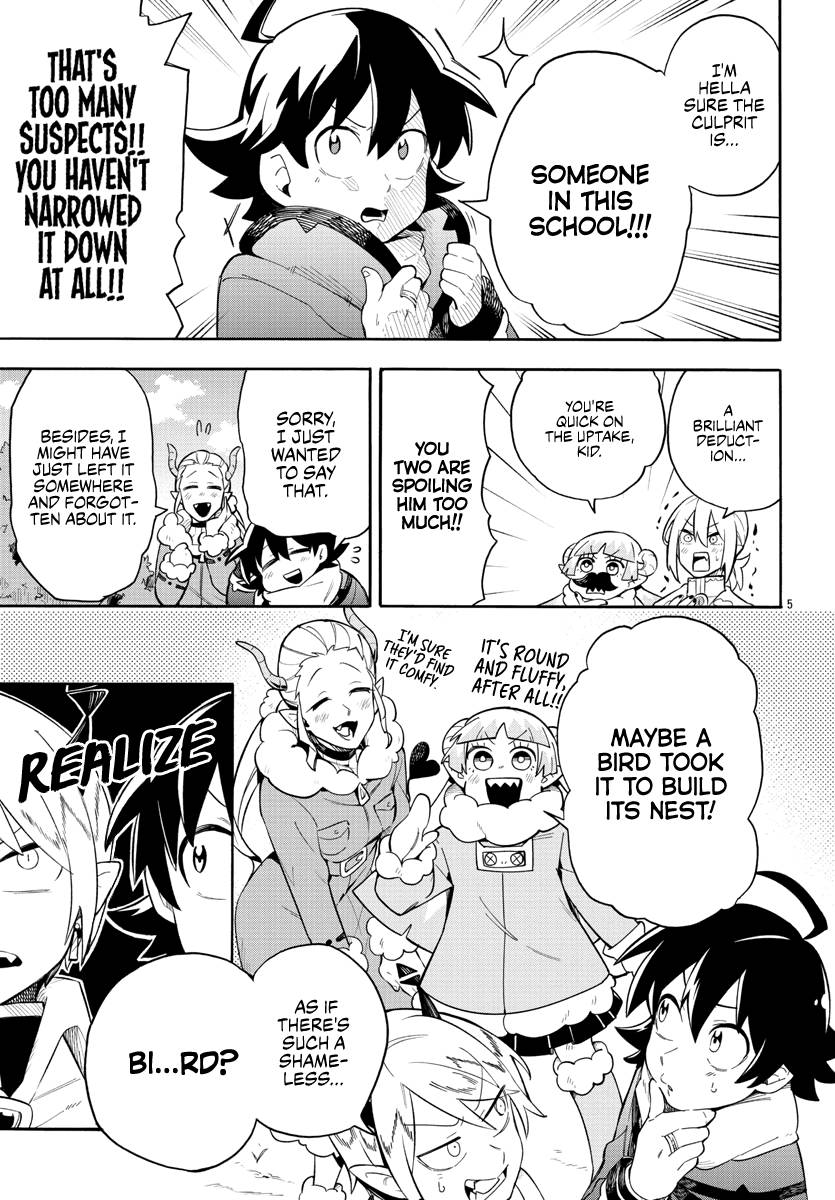 I'M
HELLA
SURE THE
CULPRIT
IS...
SOMEONE
IN THIS
SCHOOL!!!
THAT'S
TOO MANY
SUSPECTS!!
YOU HAVEN'T
NARROWED
IT DOWN
AT ALL!!
A
BRILLIANT
DEDUCT-
ION...
YOU'RE
QUICK ON
THE UPTAKE,
KID.
YOU
TWO ARE
SPOILING
HIM TOO
MUCH!!
5
SORRY,
I JUST
WANTED
TO SAY
THAT.
BESIDES, I
MIGHT HAVE
JUST LEFT IT
SOMEWHERE
AND FORGOT-
TEN ABOUT IT.
MAYBE A
BIRD TOOK
IT TO BUILD
ITS NEST!
IT'S ROUND
AND FLUFFY,
AFTER ALL!!
I'M SURE
THEY'D FIND
IT COMFY.
AS IF
THERE'S
SUCH A
SHAME-
LESS...
BI...RD?
REALIZE